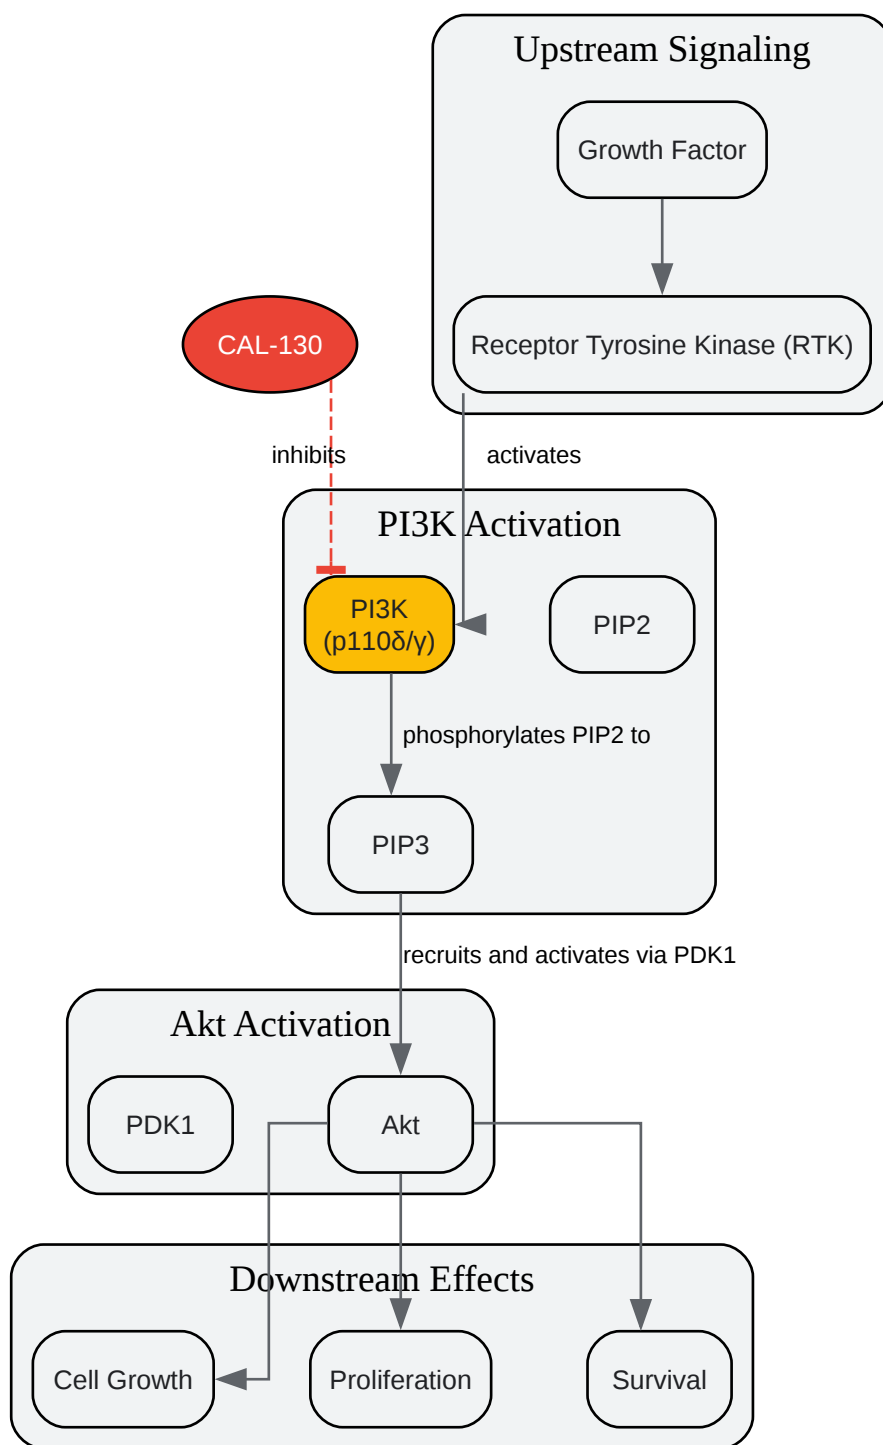 Upstream Signaling
Growth Factor
Receptor Tyrosine Kinase (RTK)
CAL-130
inhibits
activates
PI3K Activation
PI3K
(p110δ/γ)
PIP2
phosphorylates PIP2 to
PIP3
recruits and activates via PDK1
Akt Activation
PDK1
Akt
Downstream Effects
Cell Growth
Proliferation
Survival